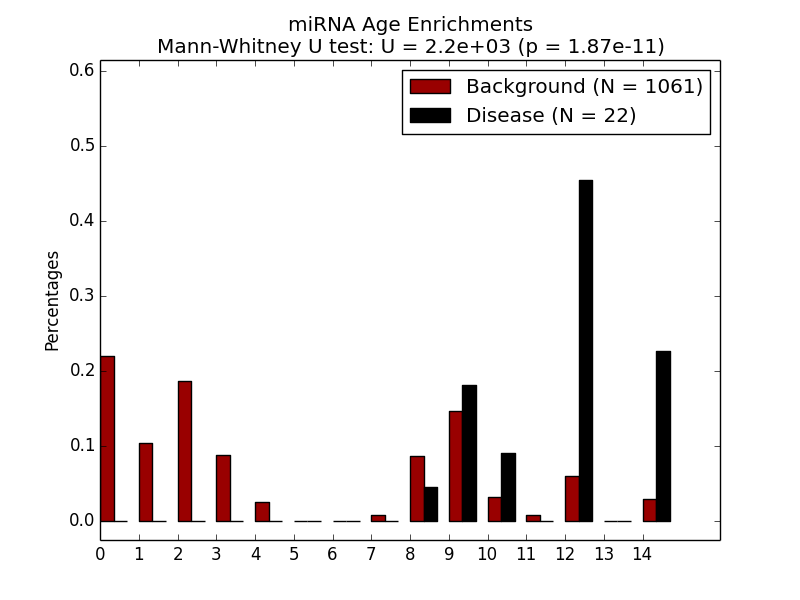 miRNA Age Enrichments
Mann-Whitney U test: U = 2.2e+03 (p = 1.87e-11)
Background (N = 1061)
Disease (N = 22)
Percentages
0.6
0.5
0.4
0.3
0.2
0.1
0.0
0 1 2 3 4 5 6 7 8 9 10 11 12 13 14